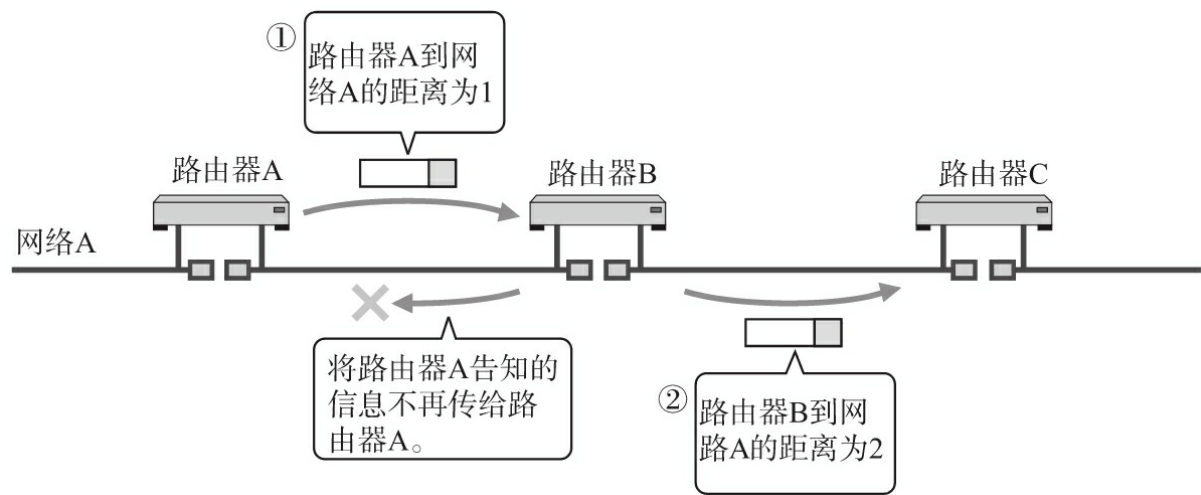 ①
路由器A到网
络A的距离为1
路由器A
路由器B
路由器C
网络A
将路由器A告知的
信息不再传给路
由器A。
②
路由器B到网
路A的距离为2